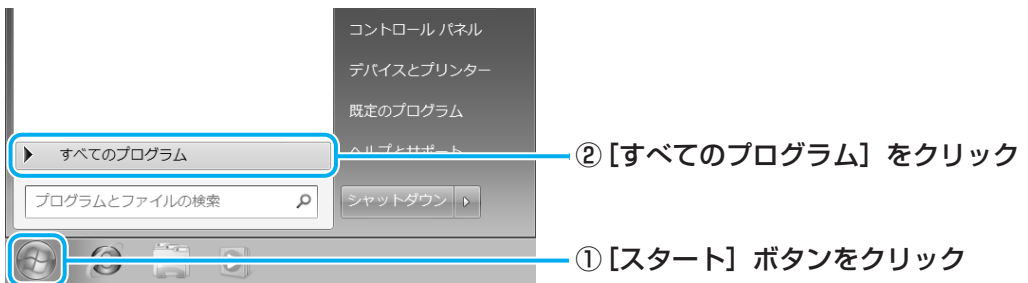 コントロール パネル
デバイスとプリンター
既定のプログラム
すべてのプログラム
ヘルプとサポート
②[すべてのプログラム]をクリック
プログラムとファイルの検索
シャットダウン
①[スタート]ボタンをクリック